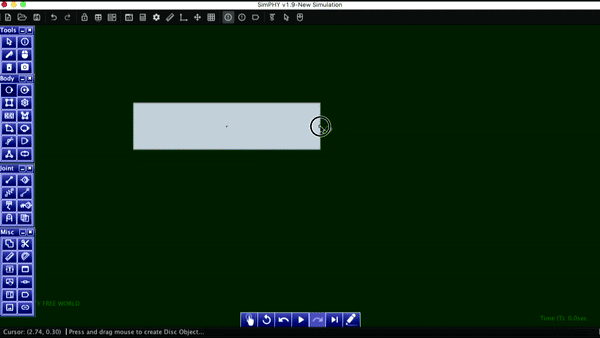 SimPHY v1.9-New Simulation
Tools
Body
Joint
Misc
Y FREE WORLD
Time (T): 0.0sec
Cursor: (2.74, 0.30) | Press and drag mouse to create Disc Object...